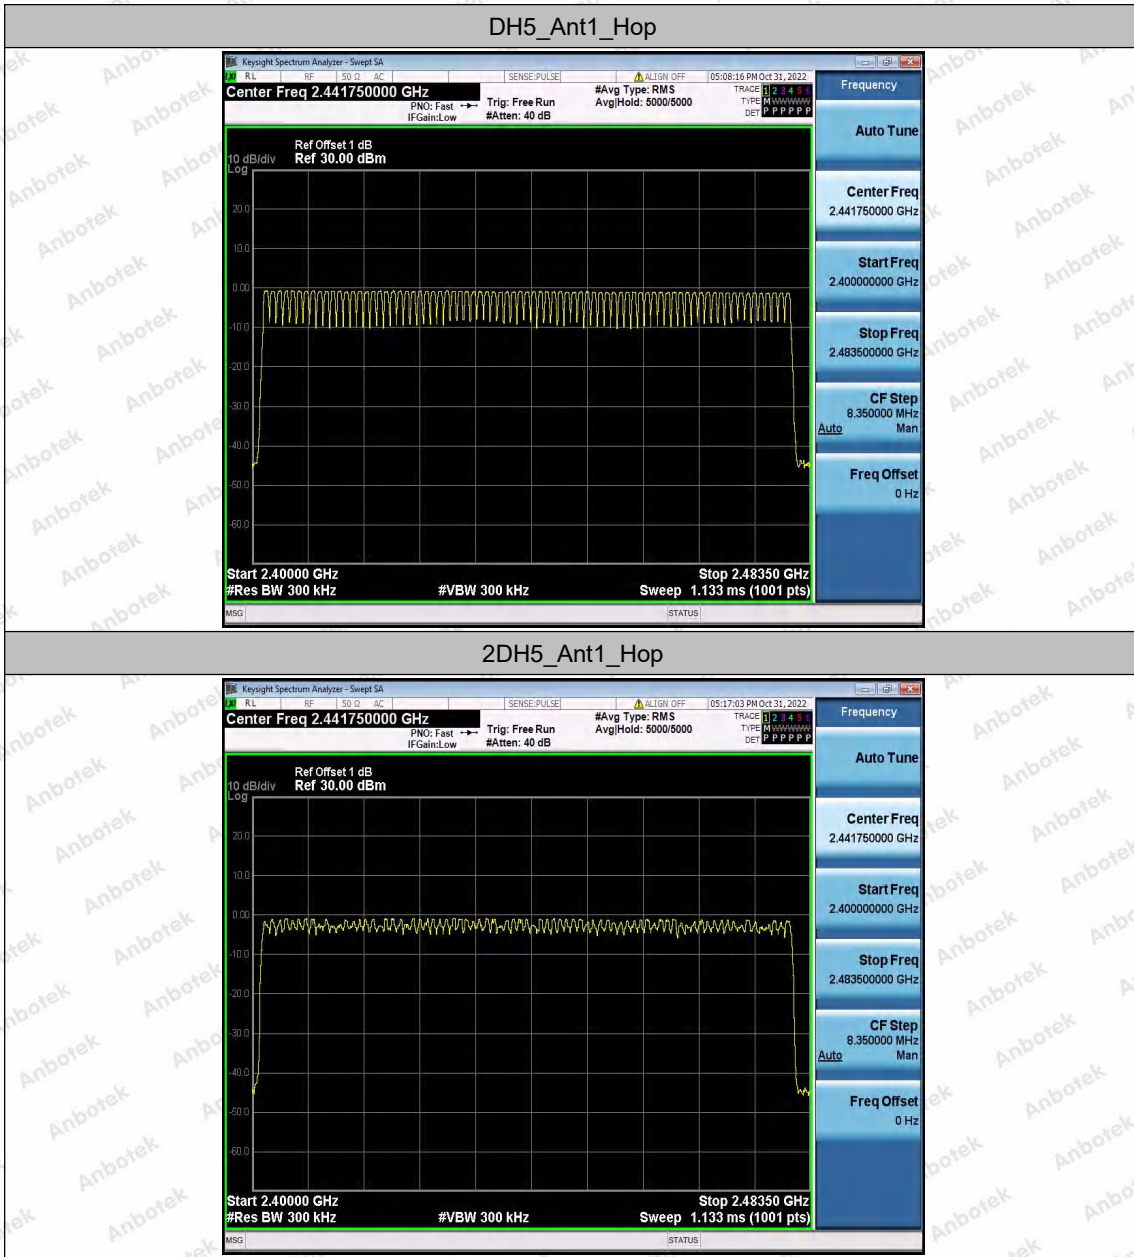 DH5_Ant1_Hop
Keysight Spectrum Analyzer - Swept SA
LXI RL RF 50 Ω AC SENSE:PULSE ALIGN OFF 05:08:16 PM Oct 31, 2022
Center Freq 2.441750000 GHz
#Avg Type: RMS
TRACE 1 2 3 4 5 6
PNO: Fast
Trig: Free Run
Avg|Hold: 5000/5000
TYPE M WWWWW
IFGain:Low
#Atten: 40 dB
DET P P P P P P
Ref Offset 1 dB
10 dB/div
Ref 30.00 dBm
Log
20.0
10.0
0.00
-10.0
-20.0
-30.0
-40.0
-50.0
-60.0
Start 2.40000 GHz
Stop 2.48350 GHz
#Res BW 300 kHz
#VBW 300 kHz
Sweep 1.133 ms (1001 pts)
MSG
STATUS
Frequency
Auto Tune
Center Freq
2.441750000 GHz
Start Freq
2.400000000 GHz
Stop Freq
2.483500000 GHz
CF Step
8.350000 MHz
Auto Man
Freq Offset
0 Hz
2DH5_Ant1_Hop
Keysight Spectrum Analyzer - Swept SA
LXI RL RF 50 Ω AC SENSE:PULSE ALIGN OFF 05:17:03 PM Oct 31, 2022
Center Freq 2.441750000 GHz
#Avg Type: RMS
TRACE 1 2 3 4 5 6
PNO: Fast
Trig: Free Run
Avg|Hold: 5000/5000
TYPE M WWWWW
IFGain:Low
#Atten: 40 dB
DET P P P P P P
Ref Offset 1 dB
10 dB/div
Ref 30.00 dBm
Log
20.0
10.0
0.00
-10.0
-20.0
-30.0
-40.0
-50.0
-60.0
Start 2.40000 GHz
Stop 2.48350 GHz
#Res BW 300 kHz
#VBW 300 kHz
Sweep 1.133 ms (1001 pts)
MSG
STATUS
Frequency
Auto Tune
Center Freq
2.441750000 GHz
Start Freq
2.400000000 GHz
Stop Freq
2.483500000 GHz
CF Step
8.350000 MHz
Auto Man
Freq Offset
0 Hz
Anbotek